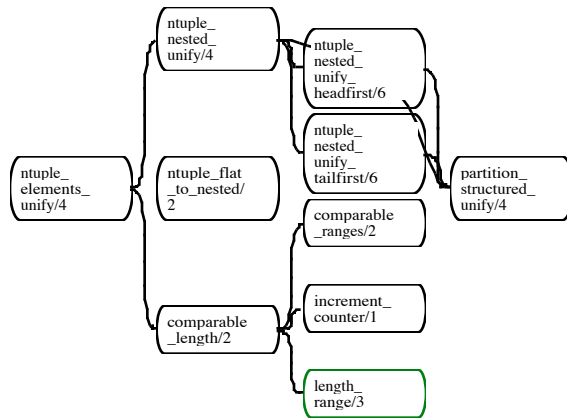 ntuple_
nested_
unify/4
ntuple_
nested_
unify_
headfirst/6
ntuple_
nested_
unify_
tailfirst/6
ntuple_
elements_
unify/4
ntuple_flat
_to_nested/
2
partition_
structured_
unify/4
comparable
_ranges/2
comparable
_length/2
increment_
counter/1
length_
range/3